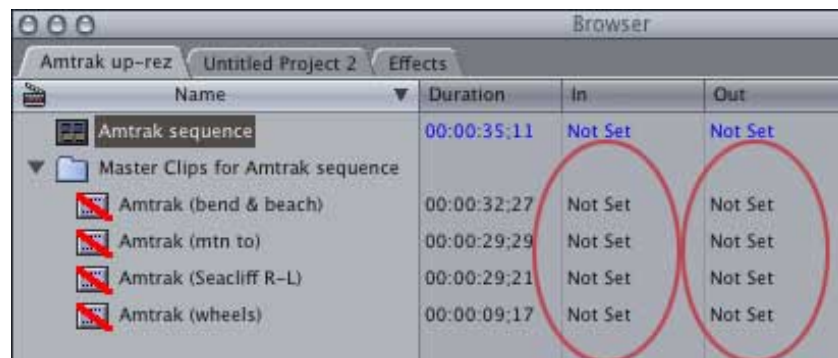 Browser
Amtrak up-rez Untitled Project 2 Effects
Name Duration In Out
Amtrak sequence 00:00:35;11 Not Set Not Set
Master Clips for Amtrak sequence
Amtrak (bend & beach) 00:00:32;27 Not Set Not Set
Amtrak (mtn to) 00:00:29;29 Not Set Not Set
Amtrak (Seacliff R-L) 00:00:29;21 Not Set Not Set
Amtrak (wheels) 00:00:09;17 Not Set Not Set